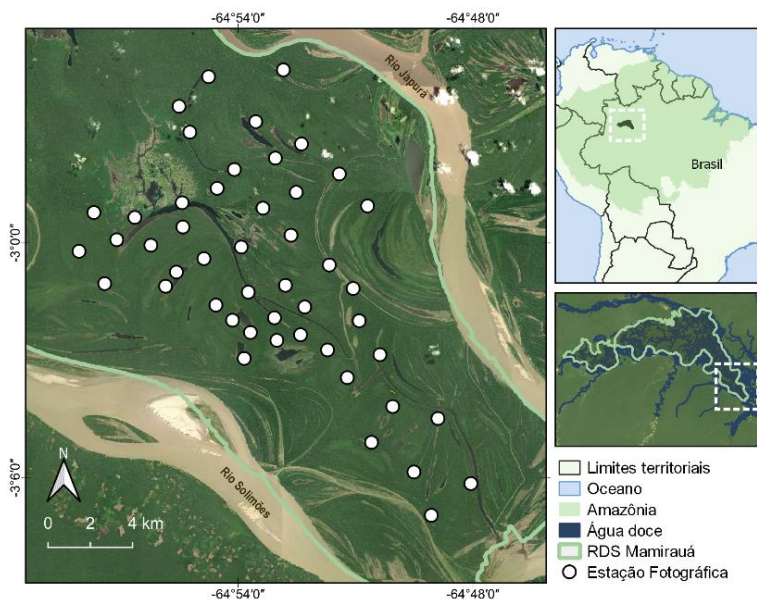 -64°54'0"
-64°48'0"
Rio Japurá
-3°0'0"
-3°6'0"
Rio Solimões
N
0 2 4 km
-64°54'0"
-64°48'0"
Brasil
Limites territoriais
Oceano
Amazônia
Água doce
RDS Mamirauá
Estação Fotográfica